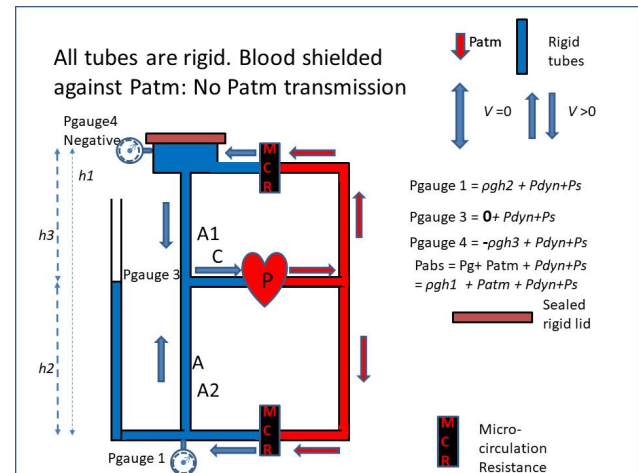 All tubes are rigid. Blood shielded
against Patm: No Patm transmission
Patm
Rigid
tubes
V =0
V >0
Pgauge4
Negative
h1
h3
h2
M
C
R
A1
C
Pgauge 3
P
A
A2
M
C
R
Pgauge 1
Pgauge 1 = ρgh2 + Pdyn+Ps
Pgauge 3 = 0+ Pdyn+Ps
Pgauge 4 = -ρgh3 + Pdyn+Ps
Pabs = Pg+ Patm + Pdyn+Ps
= ρgh1 + Patm + Pdyn+Ps
Sealed
rigid lid
M
C
R
Micro-
circulation
Resistance